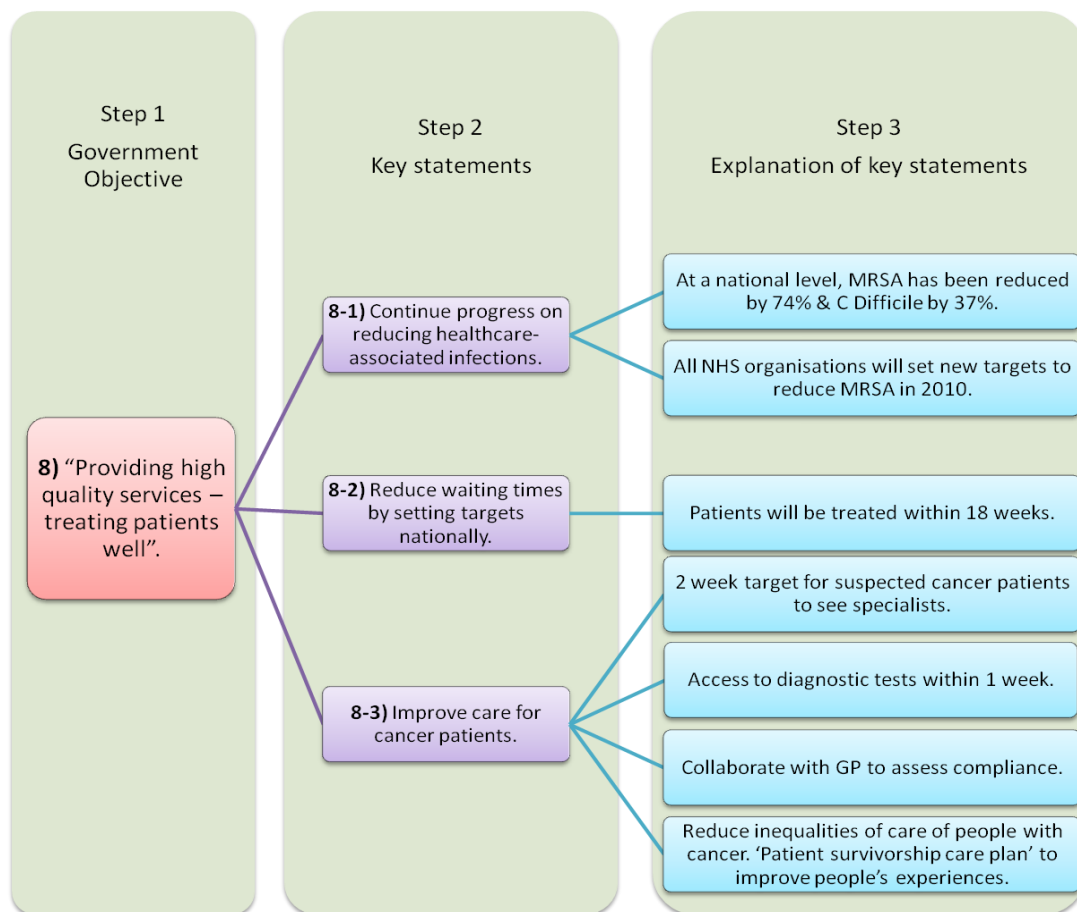 Step 1
Government
Objective
Step 2
Key statements
Step 3
Explanation of key statements
8) “Providing high
quality services –
treating patients
well”.
8-1) Continue progress on
reducing healthcare-
associated infections.
8-2) Reduce waiting times
by setting targets
nationally.
8-3) Improve care for
cancer patients.
At a national level, MRSA has been reduced
by 74% & C Difficile by 37%.
All NHS organisations will set new targets to
reduce MRSA in 2010.
Patients will be treated within 18 weeks.
2 week target for suspected cancer patients
to see specialists.
Access to diagnostic tests within 1 week.
Collaborate with GP to assess compliance.
Reduce inequalities of care of people with
cancer. ‘Patient survivorship care plan’ to
improve people’s experiences.